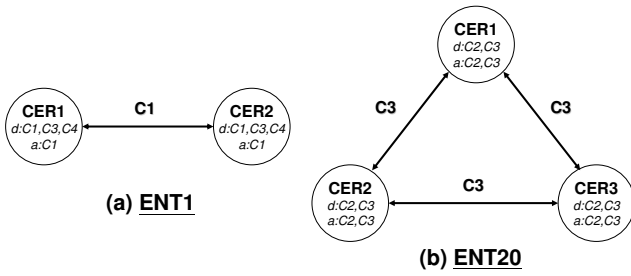 CER1
d:C1,C3,C4
a:C1
C1
CER2
d:C1,C3,C4
a:C1
(a) ENT1
CER1
d:C2,C3
a:C2,C3
C3
C3
CER2
d:C2,C3
a:C2,C3
C3
CER3
d:C2,C3
a:C2,C3
(b) ENT20